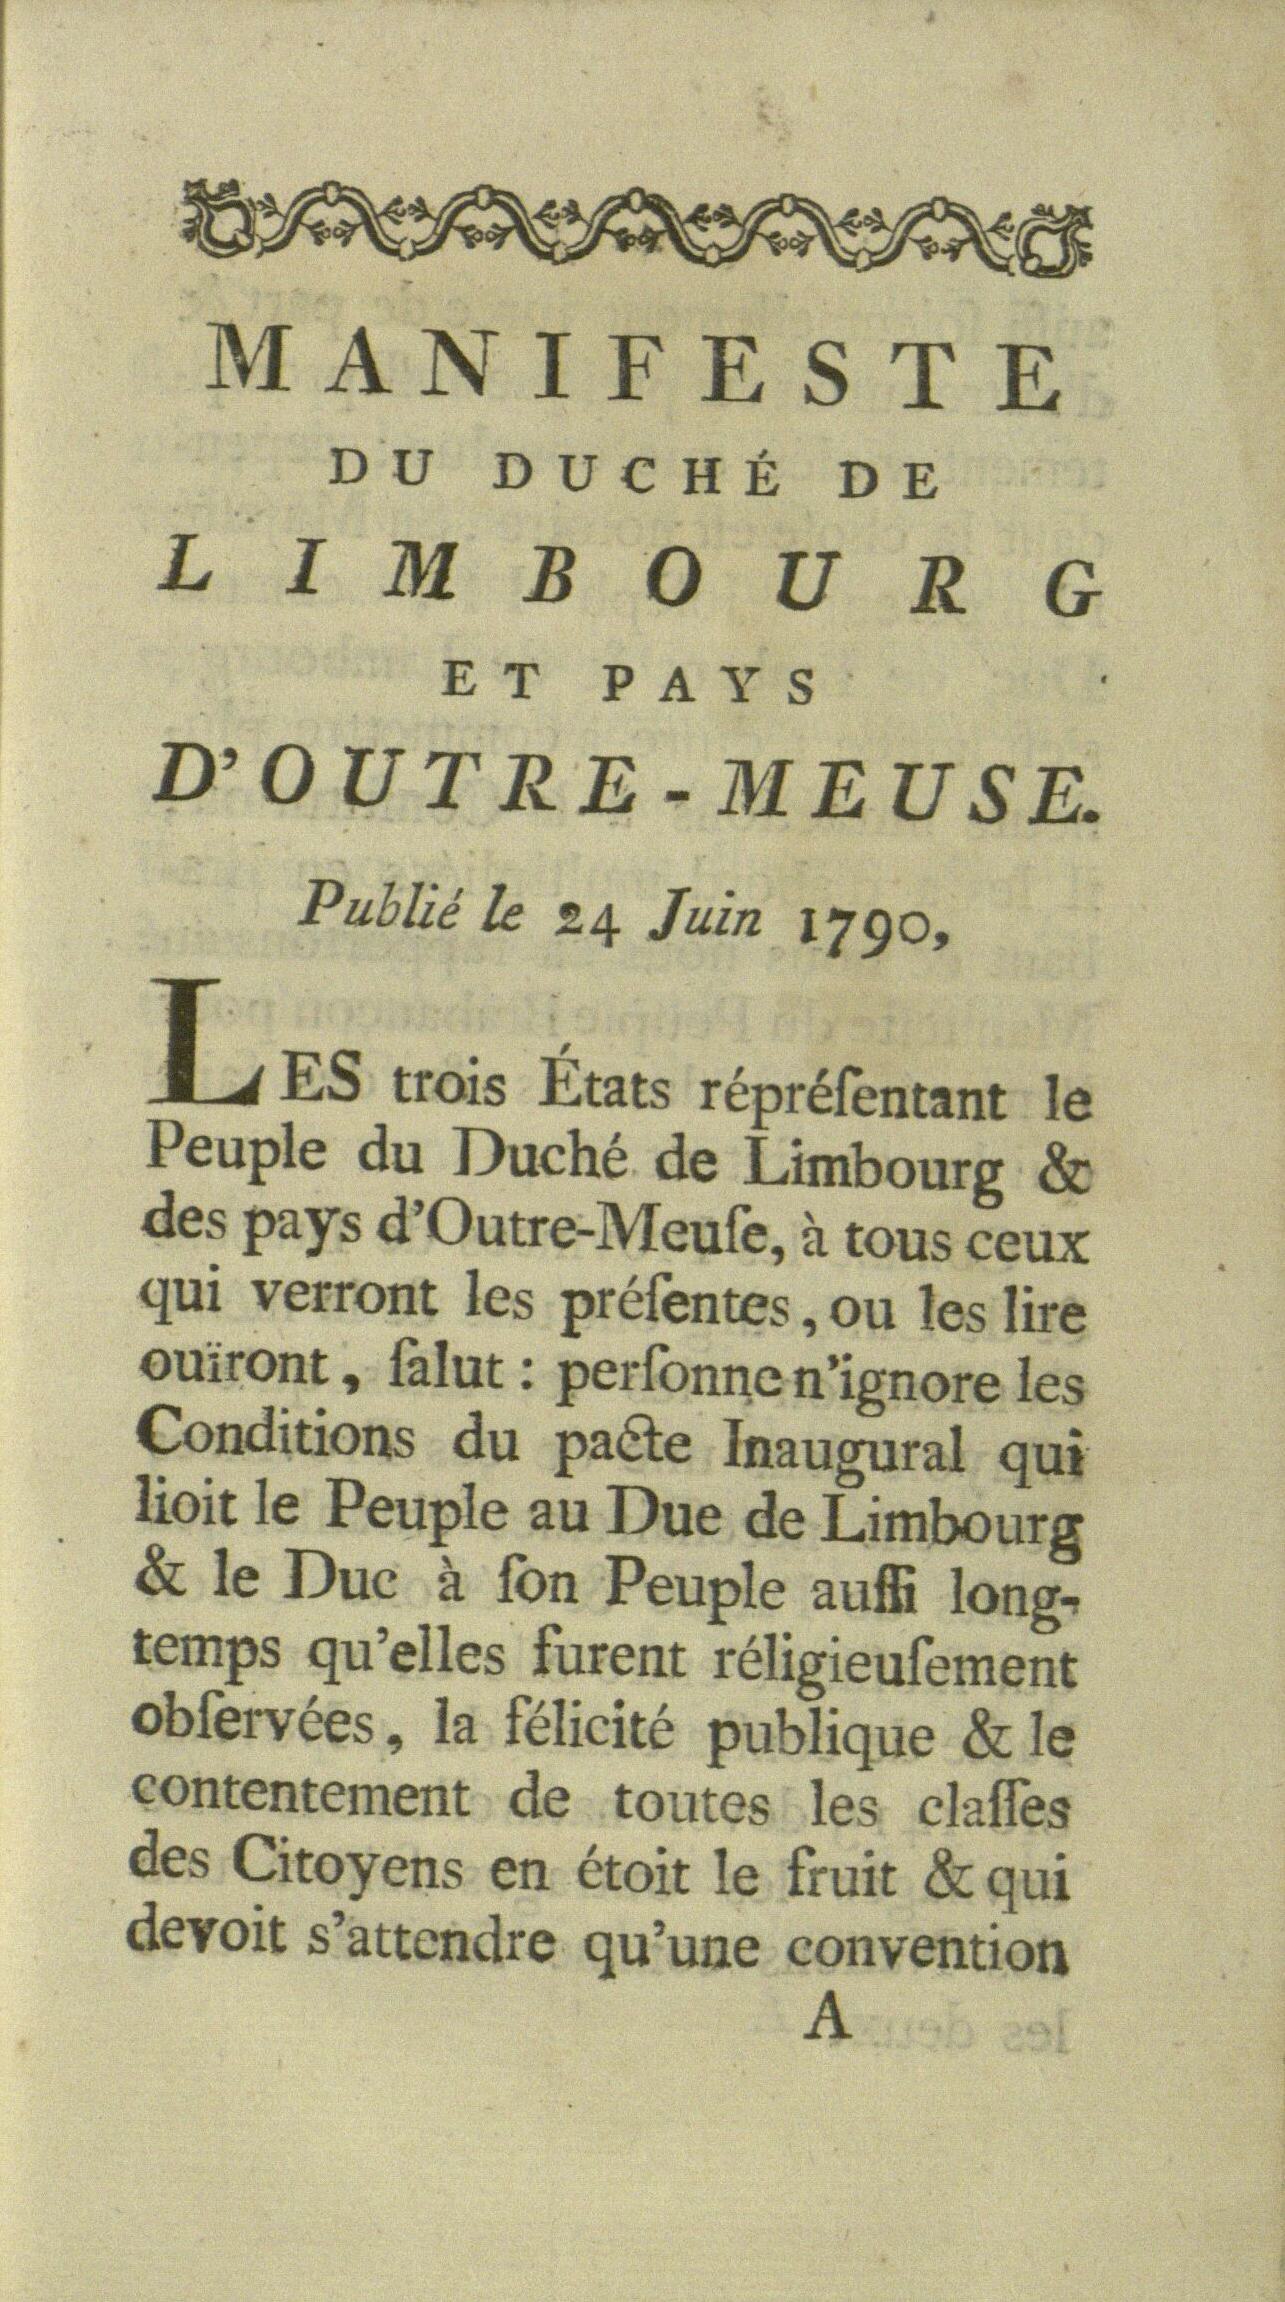 MANIFESTE
DU DUCHÉ DE
LIMBOURG
ET PAYS
D'OUTRE-MEUSE.
Publié le 24 Juin 1790,
LES trois États répréſentant le
Peuple du Duché de Limbourg &
des pays d'Outre-Meuſe, à tous ceux
qui verront les préſentes, ou les lire
ouïront, ſalut : perſonne n'ignore les
Conditions du pacte Inaugural qui
lioit le Peuple au Due de Limbourg
& le Duc à ſon Peuple auſſi long-
temps qu'elles furent réligieuſement
obſervées, la félicité publique & le
contentement de toutes les claſſes
des Citoyens en étoit le fruit & qui
devoit s'attendre qu'une convention
A